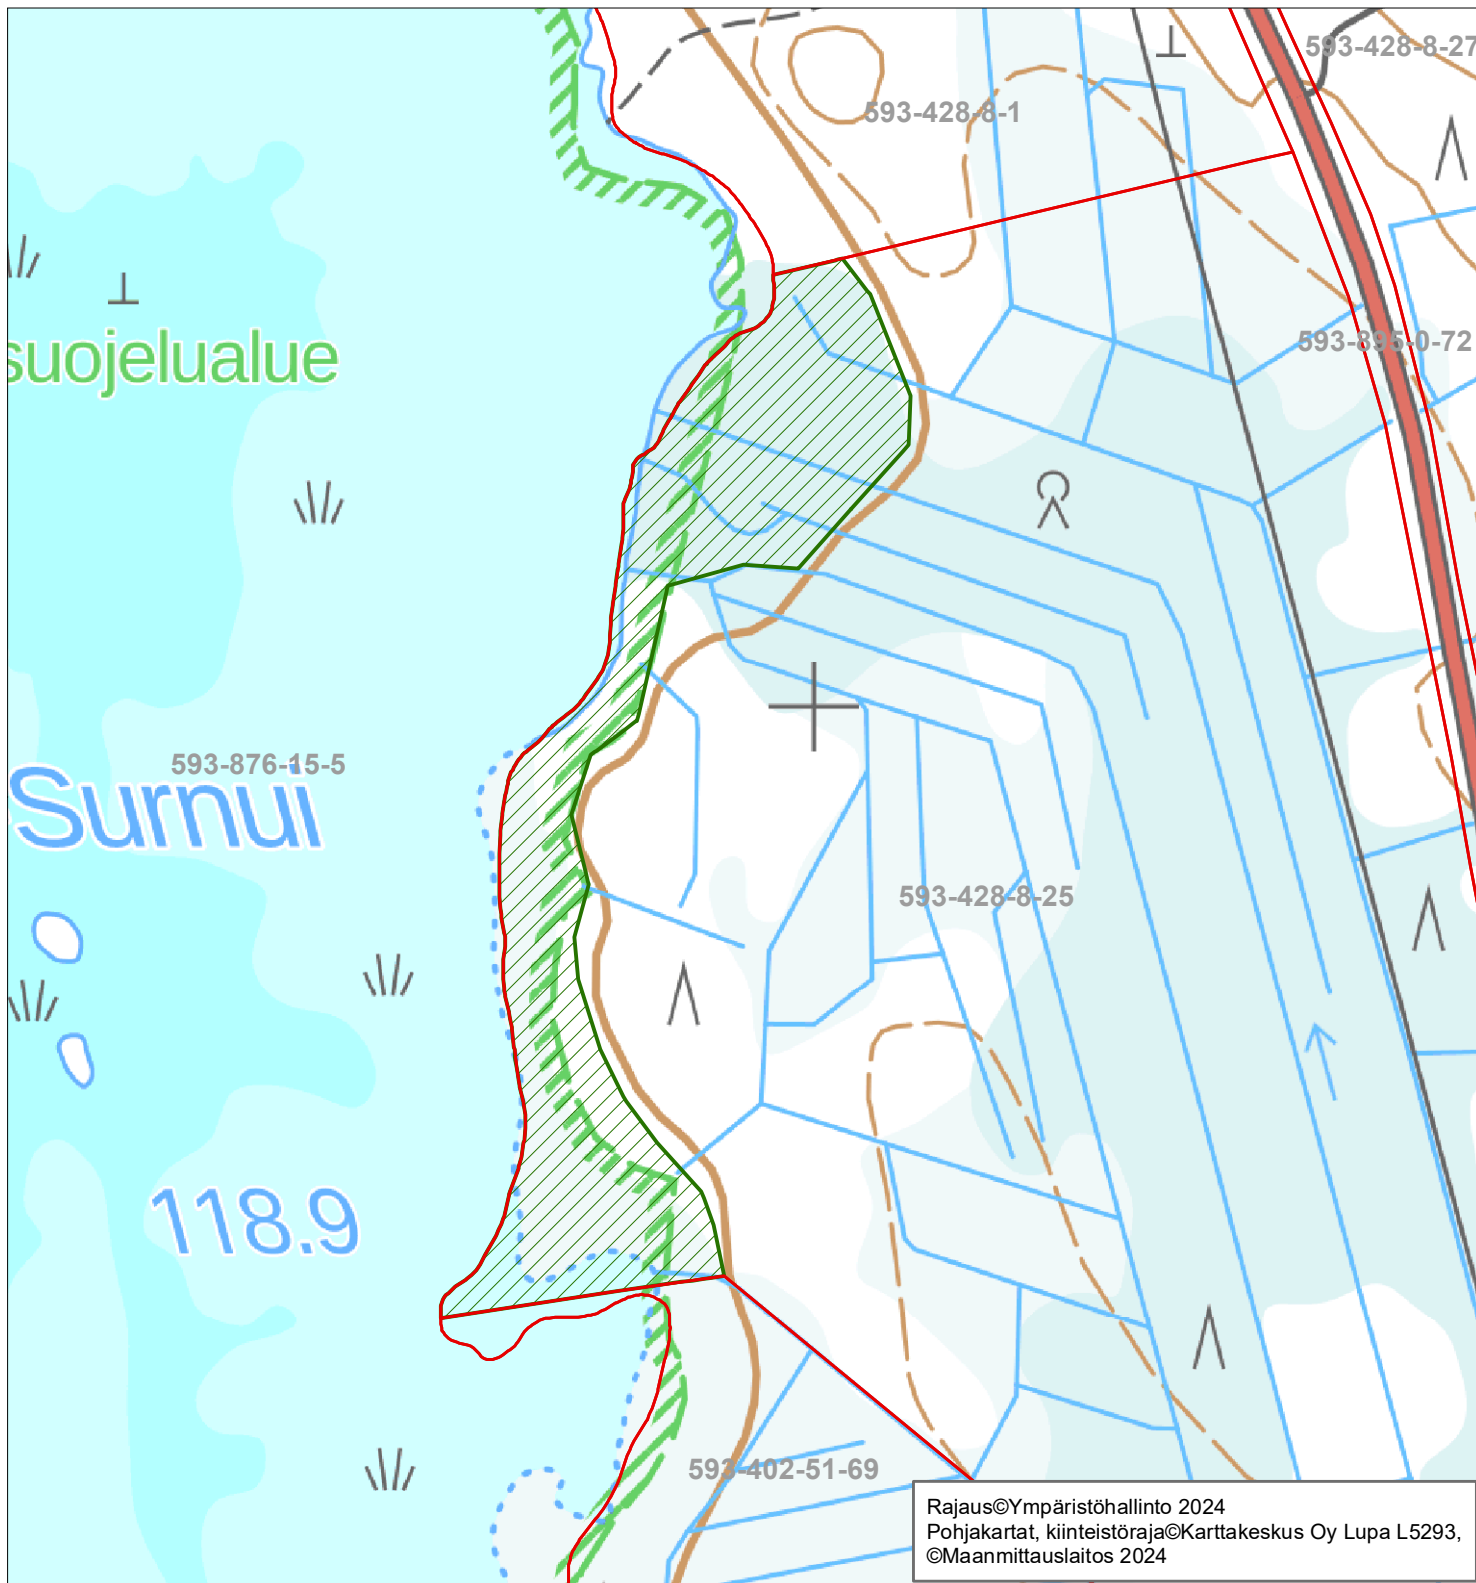 593-428-8-27
593-428-8-1
593-895-0-72
suojelualue
593-876-15-5
Surnui
593-428-8-25
118.9
593-402-51-69
Rajaus©Ympäristöhallinto 2024
Pohjakartat, kiinteistöraja©Karttakeskus Oy Lupa L5293,
©Maanmittauslaitos 2024